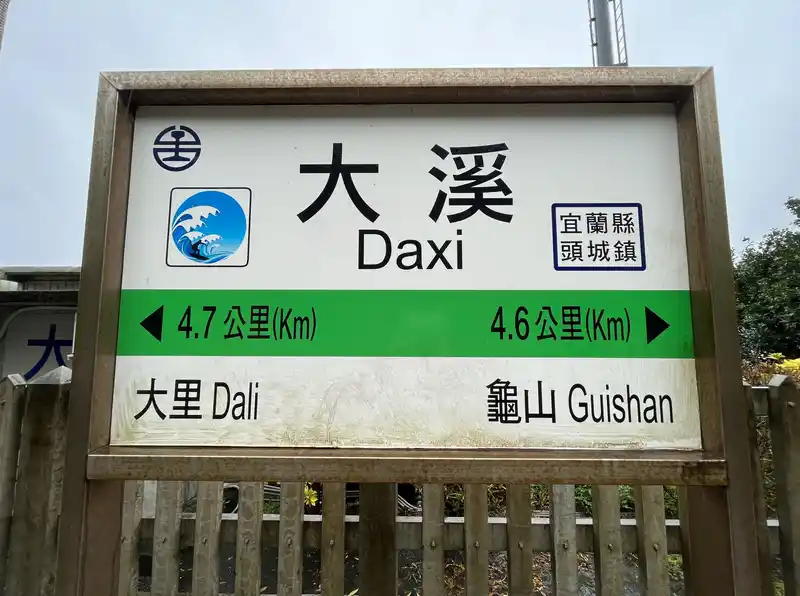 大溪
Daxi
宜蘭縣
頭城鎮
4.7公里(Km)
4.6公里(Km)
大里 Dali
龜山 Guishan
大